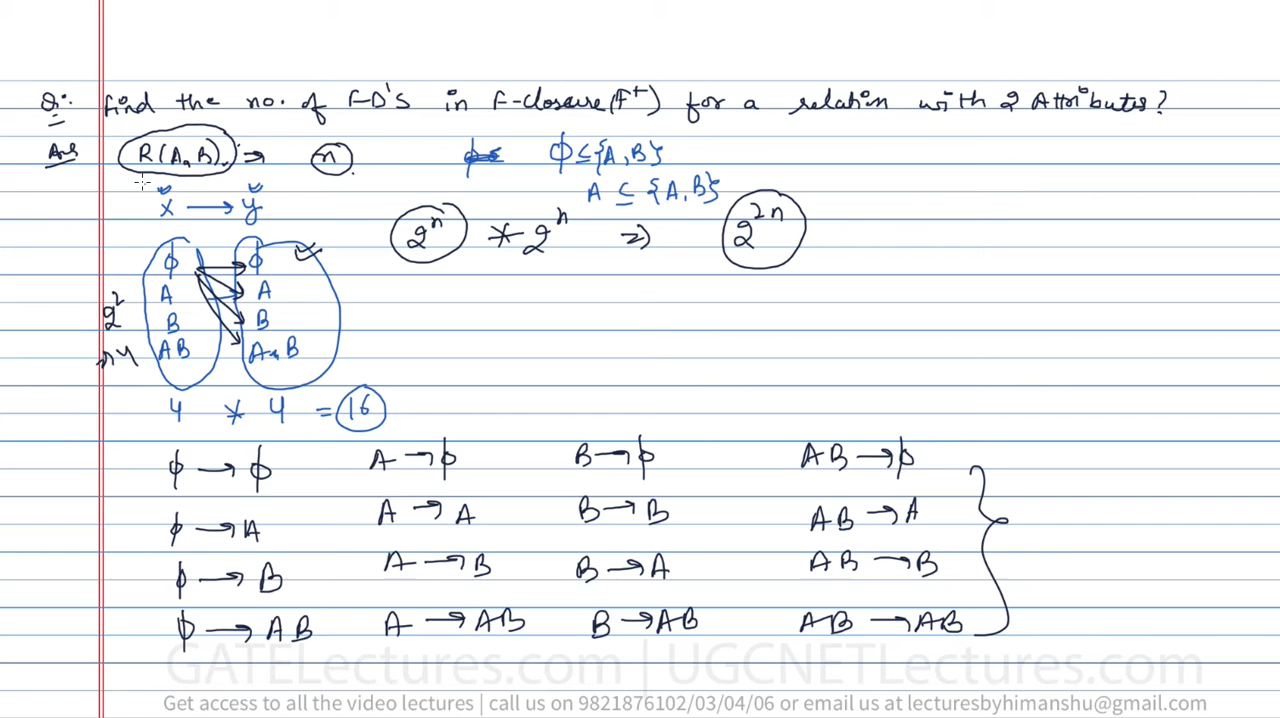 Q:- Find the no. of F-D'S in F-closure(F+) for a relation with 2 Attributes?
Ans R(A,B) ⇒ n ϕ ⊆ {A,B}
A ⊆ {A,B}
x → y 2^n * 2^n ⇒ 2^2n
ϕ ϕ
A A
2^2 B B
⇒ 4 AB A,B
4 * 4 = 16
ϕ → ϕ A → ϕ B → ϕ AB → ϕ
ϕ → A A → A B → B AB → A
ϕ → B A → B B → A AB → B
ϕ → AB A → AB B → AB AB → AB
GATELectures.com | UGCNETLectures.com
Get access to all the video lectures | call us on 9821876102/03/04/06 or email us at lecturesbyhimanshu@gmail.com